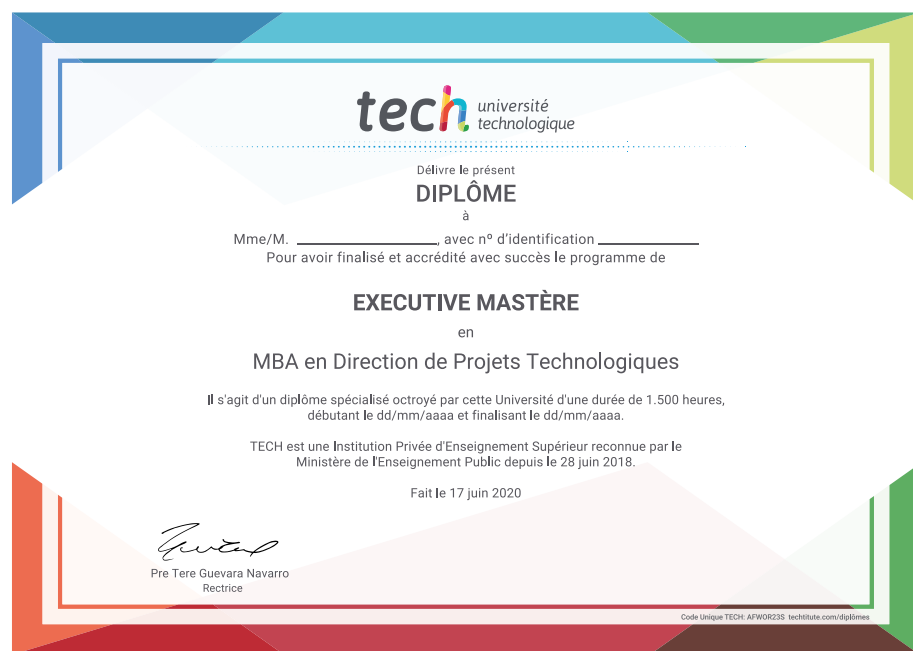 tech université
technologique
Délivre le présent
DIPLÔME
à
Mme/M. ____________________, avec nº d'identification ______________
Pour avoir finalisé et accrédité avec succès le programme de
EXECUTIVE MASTÈRE
en
MBA en Direction de Projets Technologiques
Il s'agit d'un diplôme spécialisé octroyé par cette Université d'une durée de 1.500 heures,
débutant le dd/mm/aaaa et finalisant le dd/mm/aaaa.
TECH est une Institution Privée d'Enseignement Supérieur reconnue par le
Ministère de l'Enseignement Public depuis le 28 juin 2018.
Fait le 17 juin 2020
Pre Tere Guevara Navarro
Rectrice
Code Unique TECH: AFWOR23S techtitute.com/diplômes